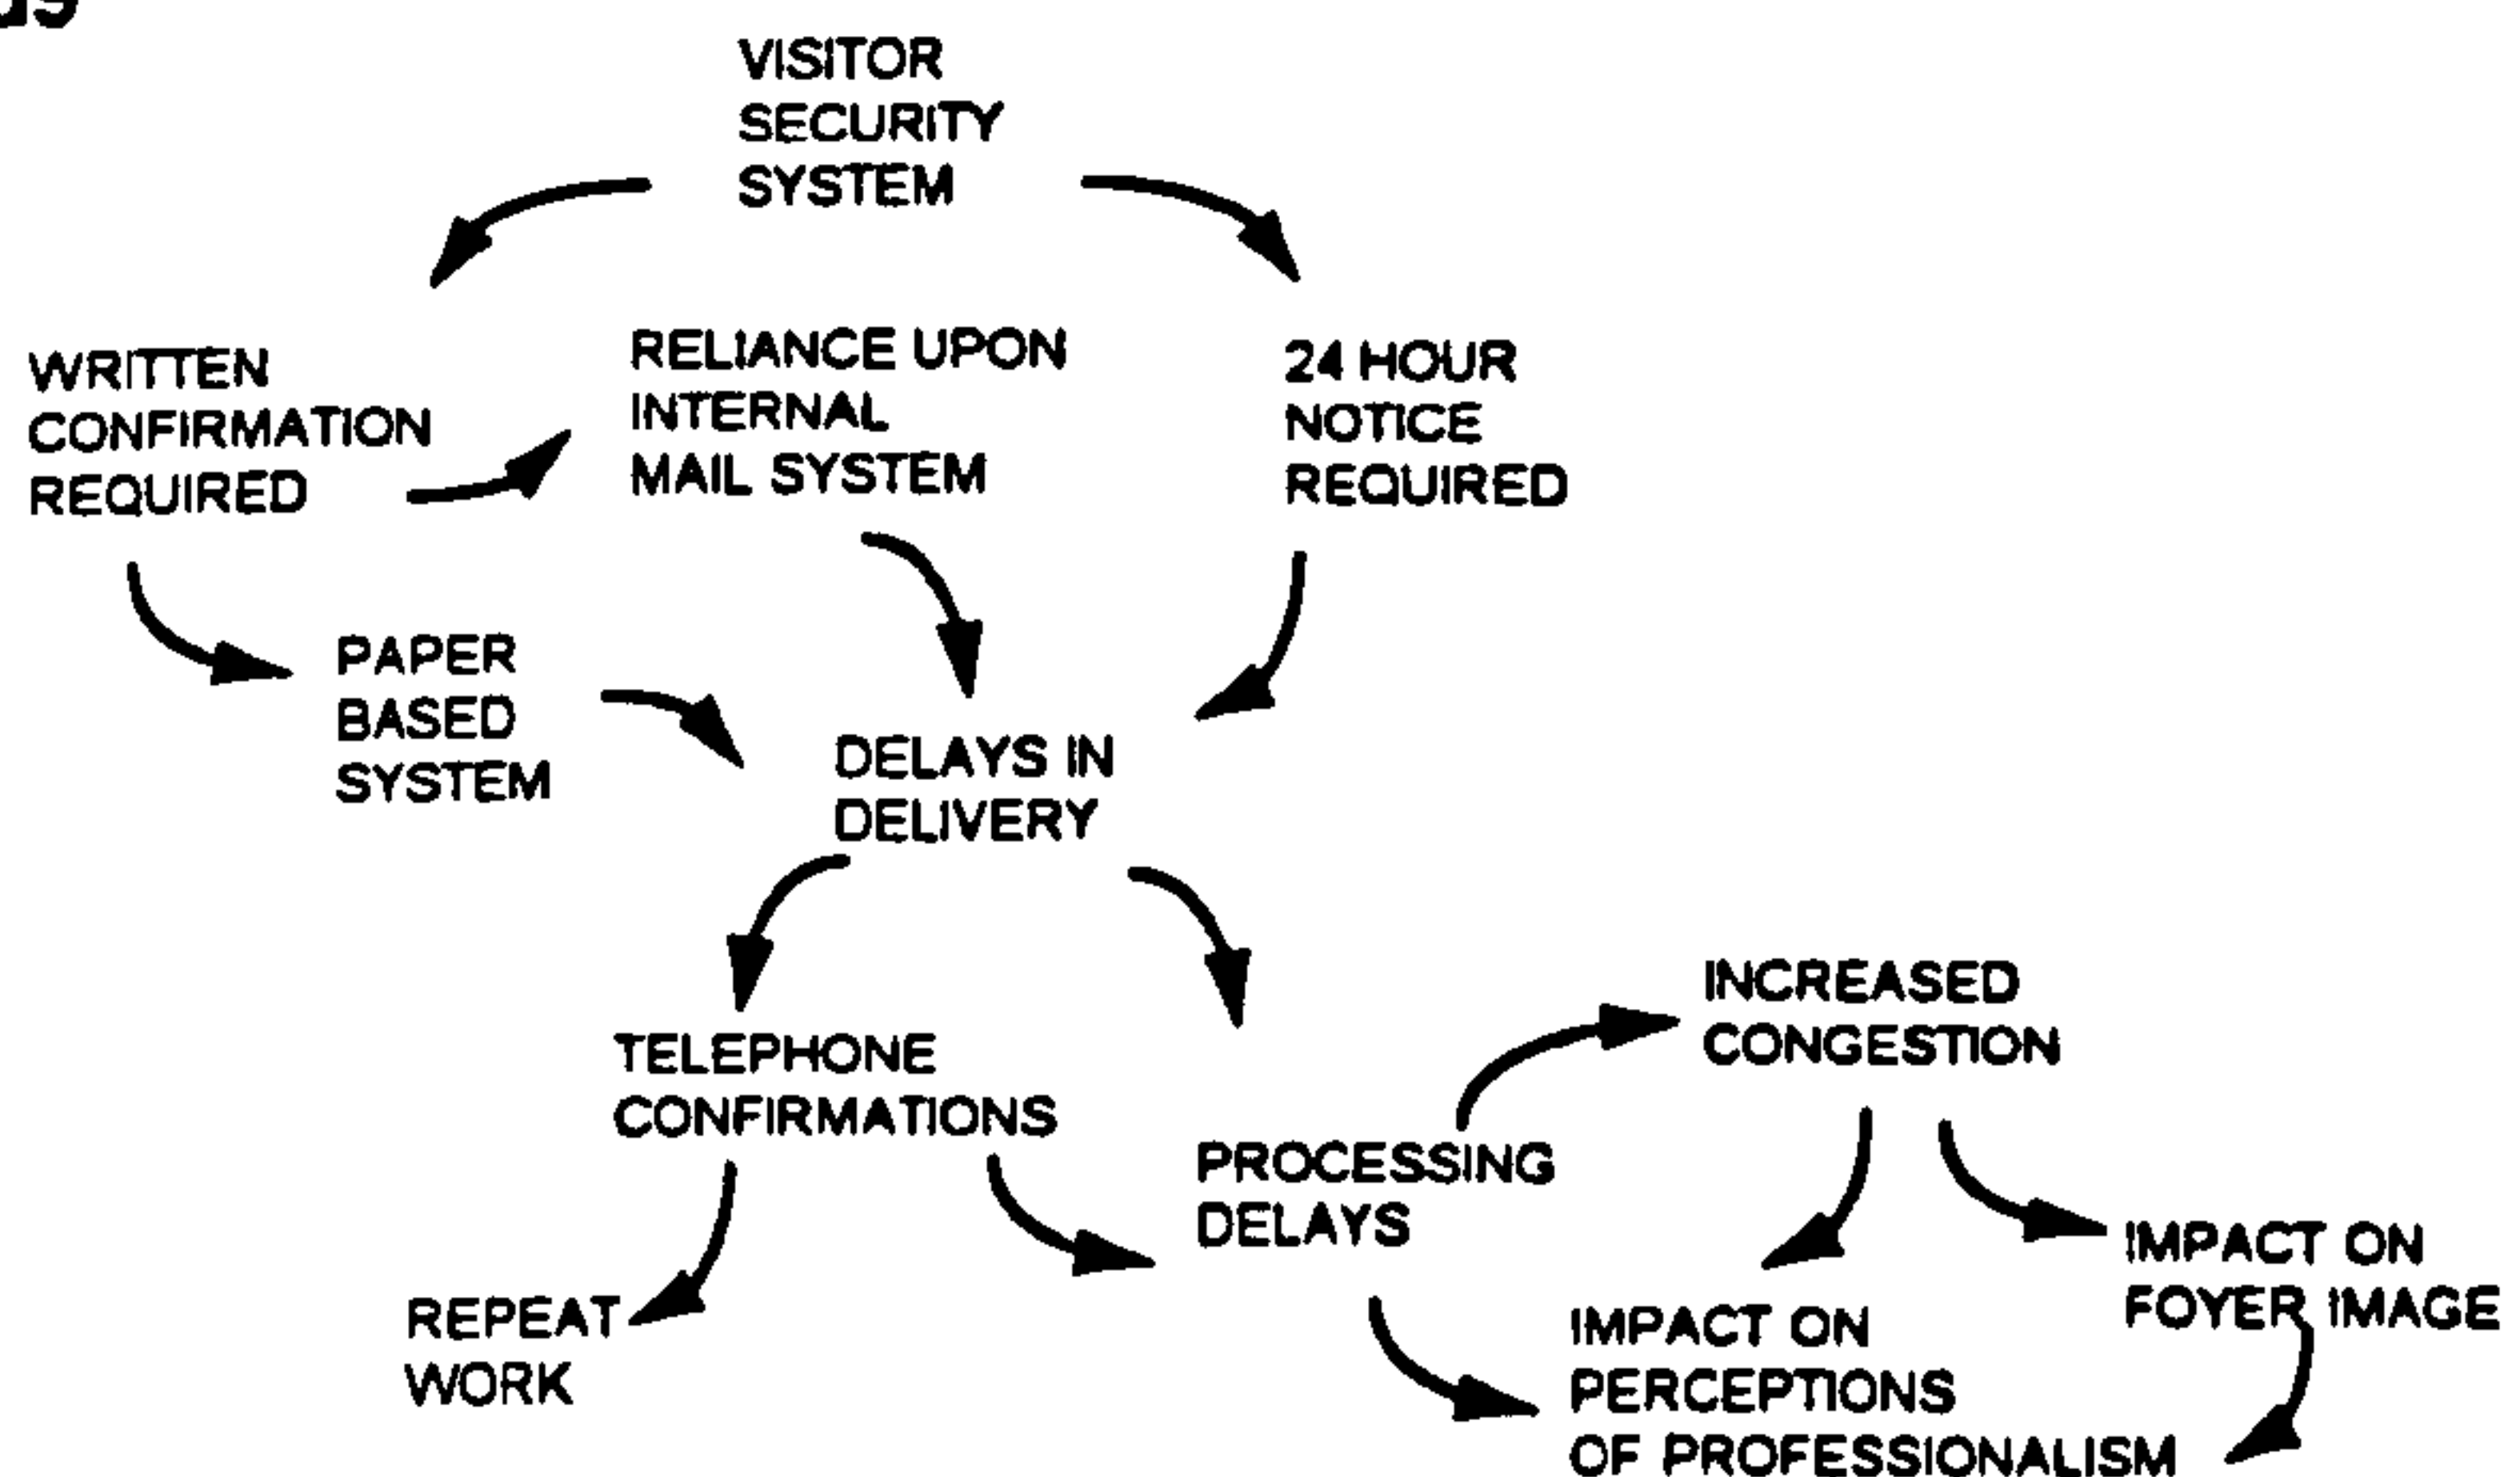 VISITOR
SECURITY
SYSTEM
WRITTEN
CONFIRMATION
REQUIRED
RELIANCE UPON
INTERNAL
MAIL SYSTEM
24 HOUR
NOTICE
REQUIRED
PAPER
BASED
SYSTEM
DELAYS IN
DELIVERY
TELEPHONE
CONFIRMATIONS
INCREASED
CONGESTION
PROCESSING
DELAYS
REPEAT
WORK
IMPACT ON
PERCEPTIONS
OF PROFESSIONALISM
IMPACT ON
FOYER IMAGE